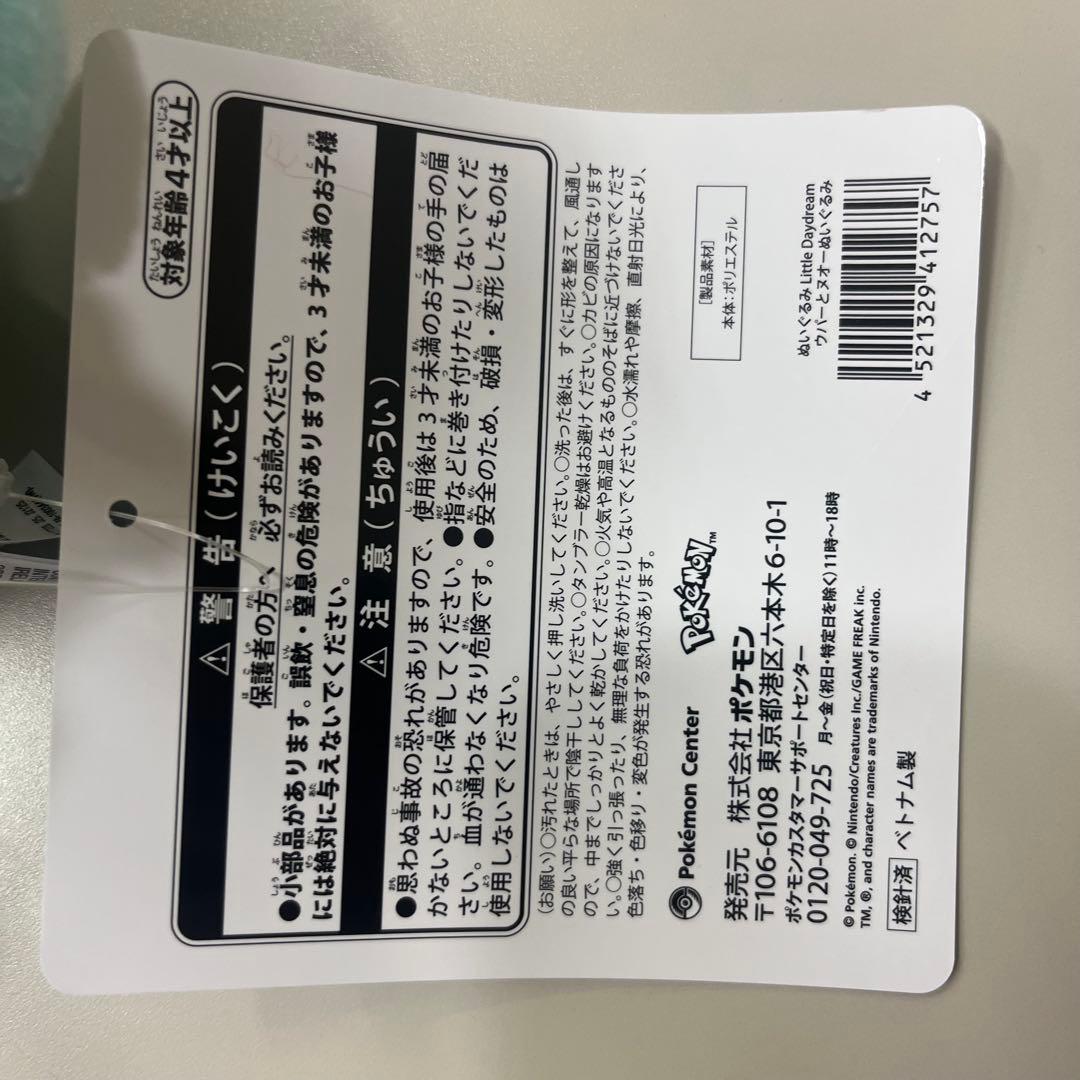 対象年齢4才以上
警告(けいこく)
保護者の方へ 必ずお読みください。
●小部品があります。誤飲・窒息の危険がありますので、3才未満のお子様
には絶対に与えないでください。
注意(ちゅうい)
●思わぬ事故の恐れがありますので、使用後は3才未満のお子様の手の届
かないところに保管してください。●指などに巻き付けたりしないでくだ
さい。血が通わなくなり危険です。●安全のため、破損・変形したものは
使用しないでください。
(お願い)○汚れたときは、やさしく押し洗いしてください。○洗った後は、すぐに形を整えて、風通し
の良い平らな場所で陰干ししてください。○タンブラー乾燥はお避けください。○カビの原因になります
ので、中までしっかりとよく乾かしてください。○火気や高温となるもののそばに近づけないでくださ
い。○強く引っ張ったり、無理な負荷をかけたりしないでください。○水濡れや摩擦、直射日光により、
色落ち・色移り・変色が発生する恐れがあります。
[製品素材]
本体:ポリエステル
Pokémon Center
POKéMON™
発売元 株式会社ポケモン
〒106-6108 東京都港区六本木6-10-1
ポケモンカスタマーサポートセンター
0120-049-725 月~金(祝日・特定日を除く)11時~18時
© Pokémon. © Nintendo/Creatures Inc./GAME FREAK inc.
TM, ®, and character names are trademarks of Nintendo.
検針済 ベトナム製
ぬいぐるみ Little Daydream
ウパーとヌオーぬいぐるみ
4 521329 412757